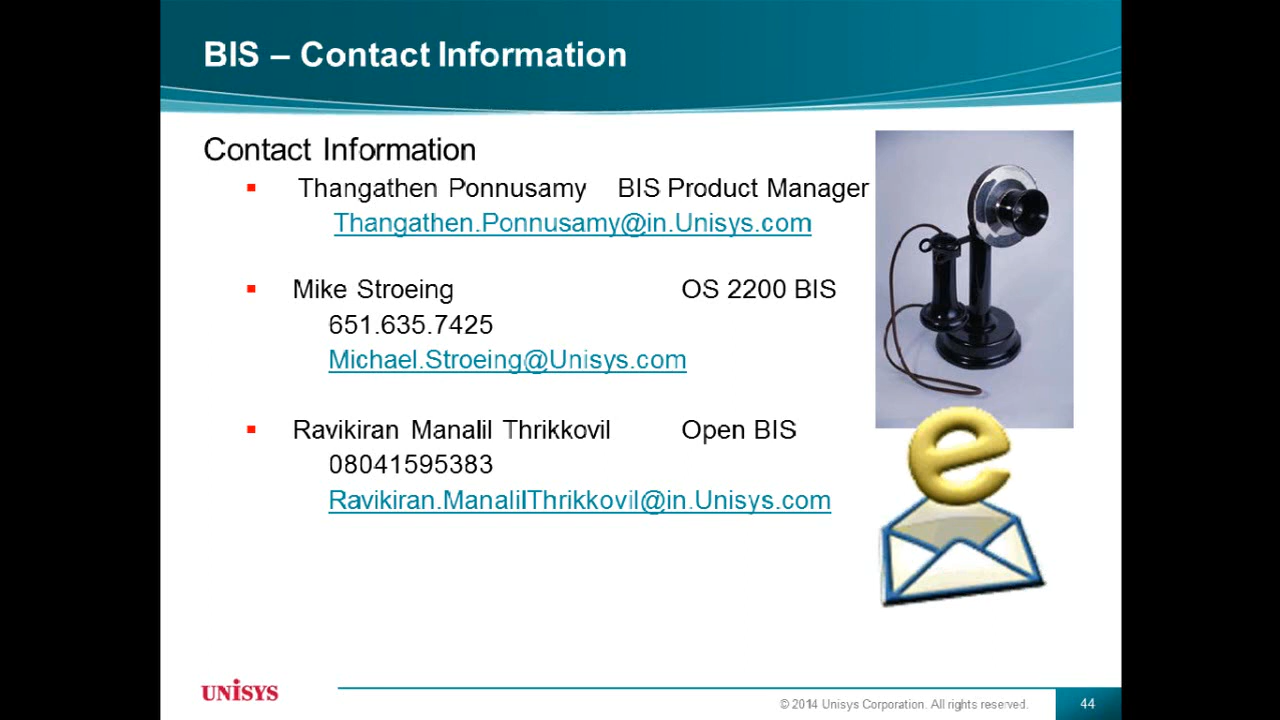 BIS – Contact Information
Contact Information
Thangathen Ponnusamy BIS Product Manager
Thangathen.Ponnusamy@in.Unisys.com
Mike Stroeing OS 2200 BIS
651.635.7425
Michael.Stroeing@Unisys.com
Ravikiran Manalil Thrikkovil Open BIS
08041595383
Ravikiran.ManalilThrikkovil@in.Unisys.com
UNISYS
© 2014 Unisys Corporation. All rights reserved.
44